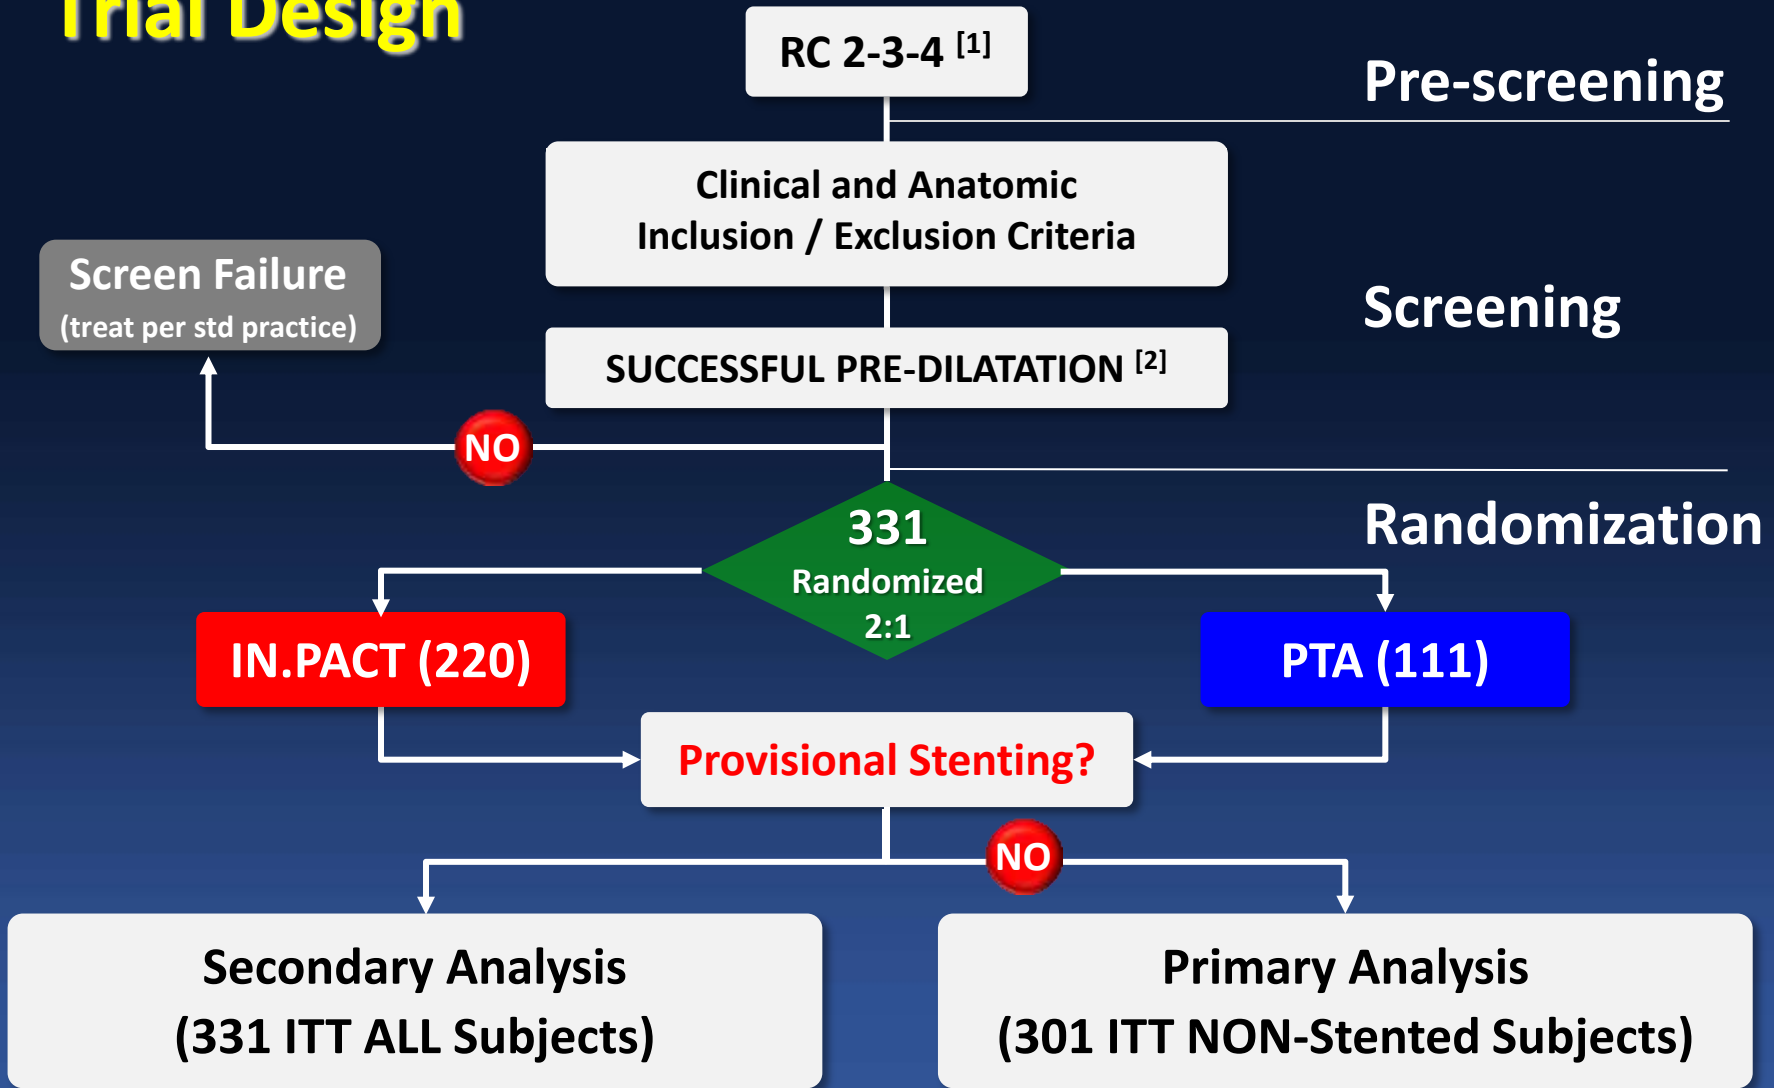 Trial Design
RC 2-3-4 [1]
Pre-screening
Clinical and Anatomic
Inclusion / Exclusion Criteria
Screen Failure
(treat per std practice)
Screening
SUCCESSFUL PRE-DILATATION [2]
NO
331
Randomized
2:1
Randomization
IN.PACT (220)
PTA (111)
Provisional Stenting?
NO
Secondary Analysis
(331 ITT ALL Subjects)
Primary Analysis
(301 ITT NON-Stented Subjects)